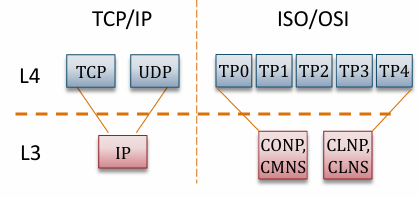 TCP/IP ISO/OSI
L4 TCP UDP TP0 TP1 TP2 TP3 TP4
L3 IP CONP, CMNS CLNP, CLNS